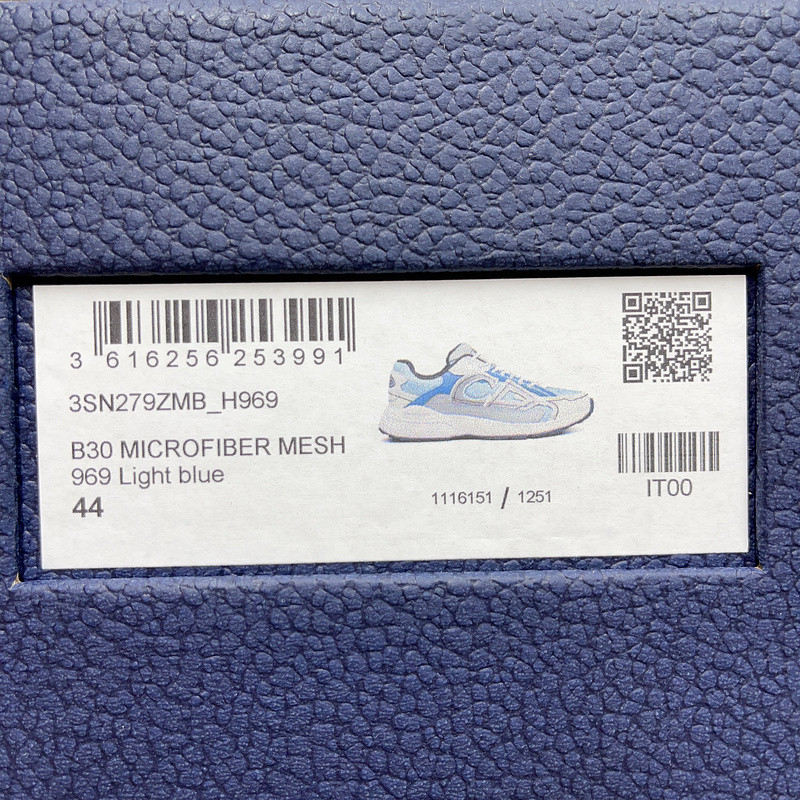 3 616256 253991
3SN279ZMB_H969
B30 MICROFIBER MESH
969 Light blue
44
1116151 / 1251
IT00